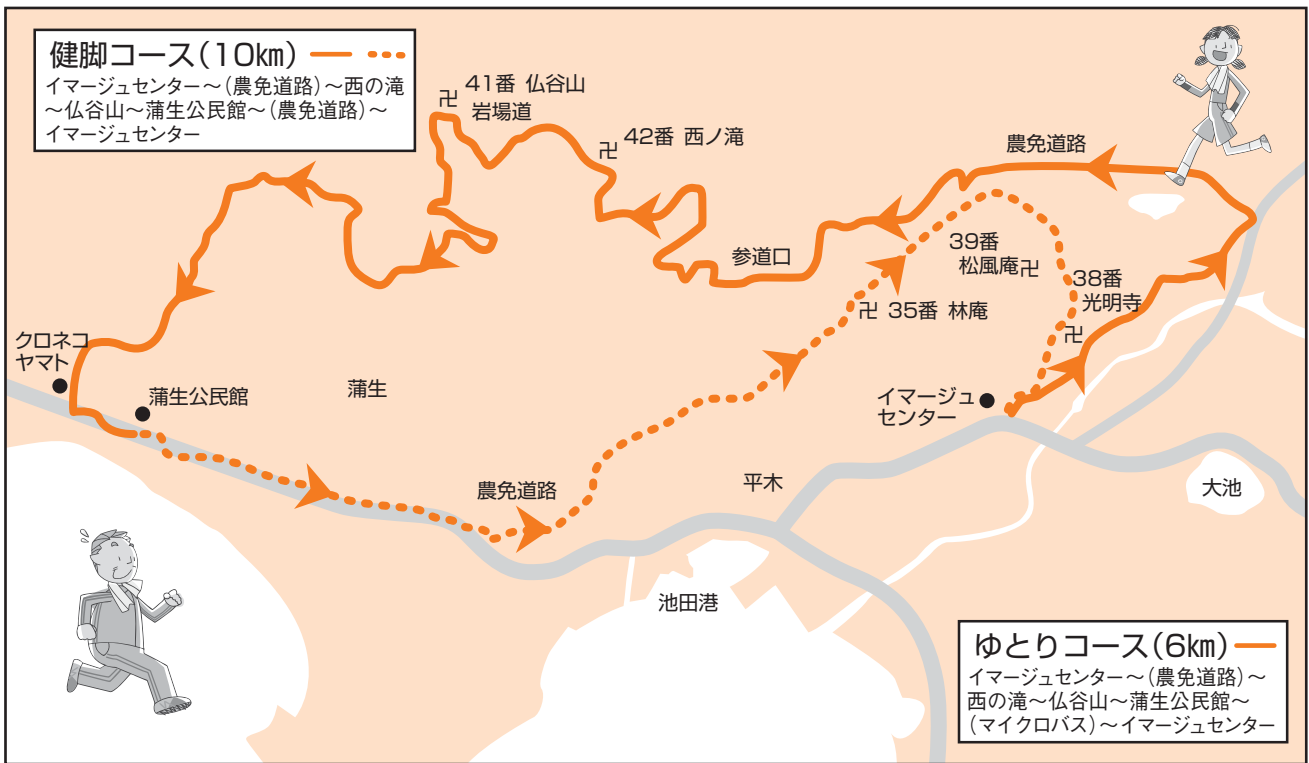 健脚コース(10㎞)
イマージュセンター～(農免道路)～西の滝
～仏谷山～蒲生公民館～(農免道路)～
イマージュセンター
卍 41番 仏谷山
岩場道
卍 42番 西ノ滝
農免道路
参道口
39番
松風庵卍
38番
光明寺
卍
卍 35番 林庵
クロネコ
ヤマト
蒲生公民館
蒲生
イマージュ
センター
農免道路
平木
大池
池田港
ゆとりコース(6㎞)
イマージュセンター～(農免道路)～
西の滝～仏谷山～蒲生公民館～
(マイクロバス)～イマージュセンター